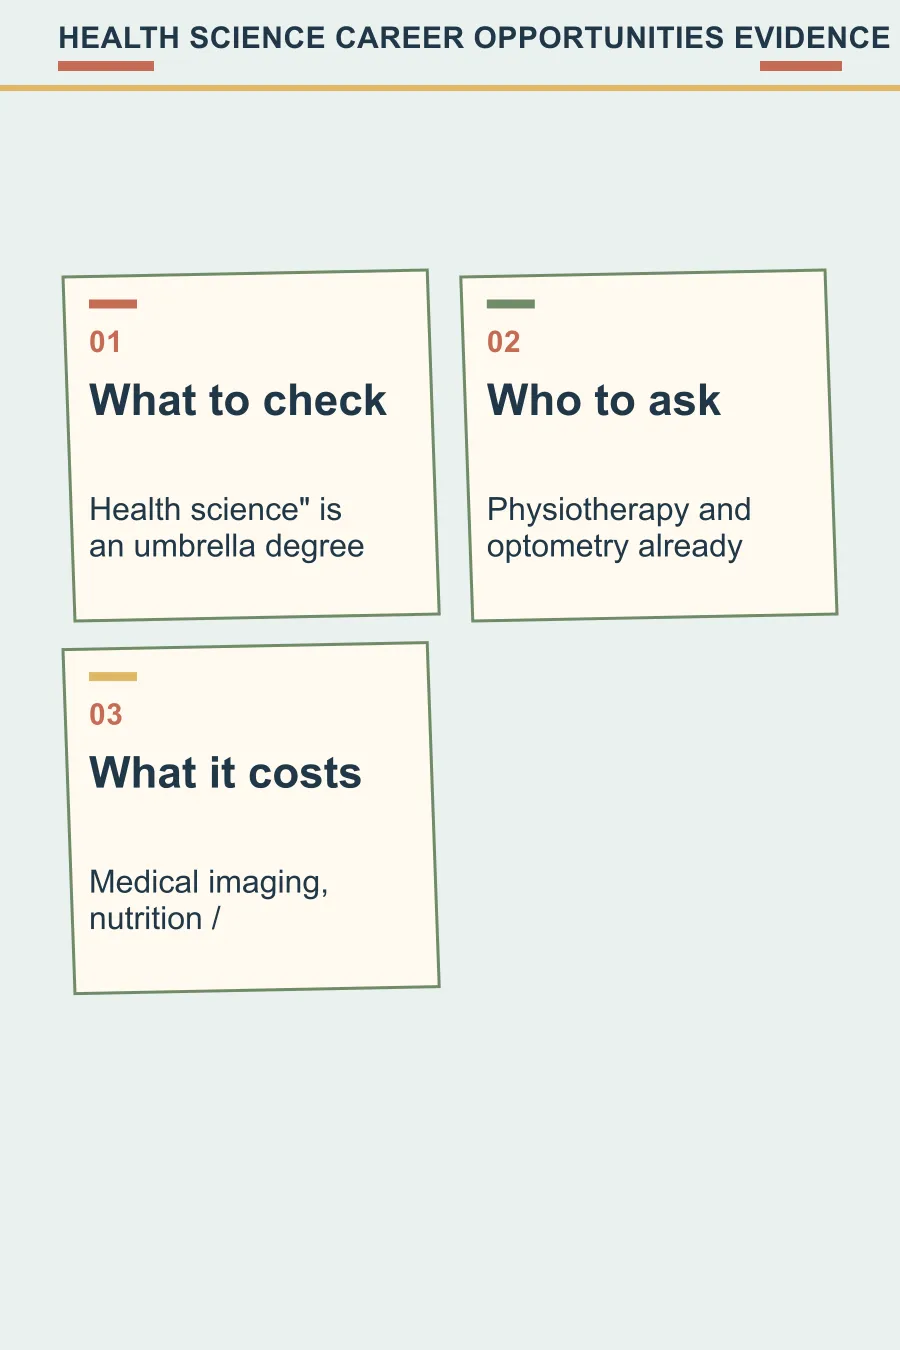 HEALTH SCIENCE CAREER OPPORTUNITIES EVIDENCE
01
What to check
Health science" is
an umbrella degree
02
Who to ask
Physiotherapy and
optometry already
03
What it costs
Medical imaging,
nutrition /